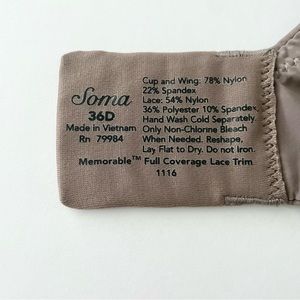 Soma
36D
Made in Vietnam
Rn 79984
Cup and Wing: 78% Nylon
22% Spandex
Lace: 54% Nylon
36% Polyester 10% Spandex
Hand Wash Cold Separately.
Only Non-Chlorine Bleach
When Needed. Reshape,
Lay Flat to Dry. Do not Iron.
Memorable™ Full Coverage Lace Trim
1116